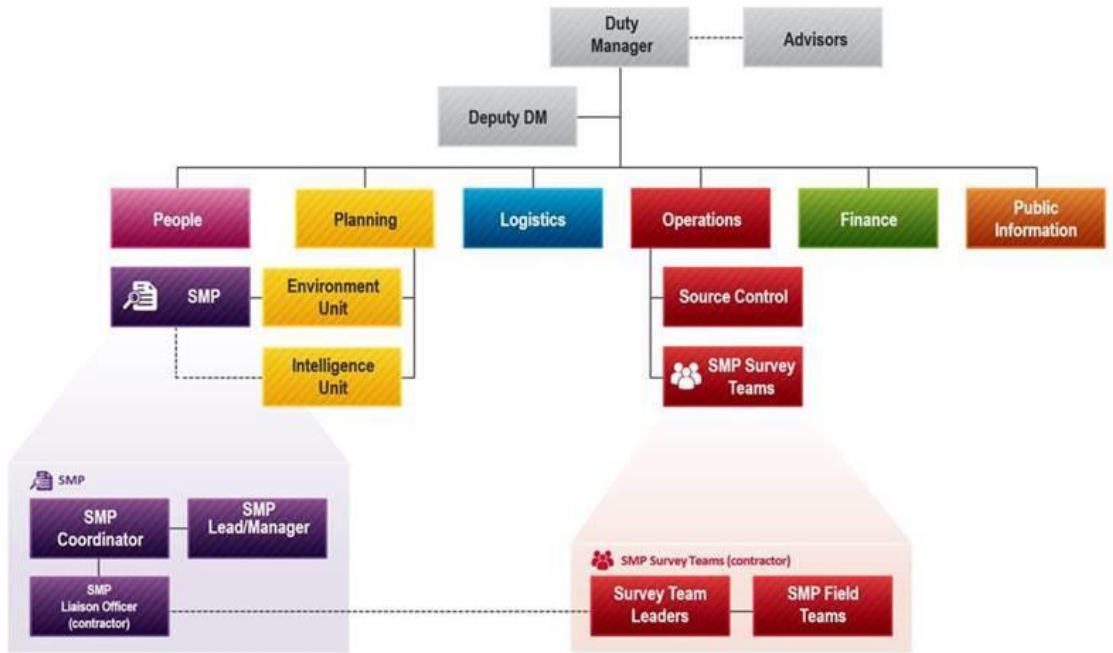 Duty
Manager
Advisors
Deputy DM
People
Planning
Logistics
Operations
Finance
Public
Information
SMP
Environment
Unit
Source Control
Intelligence
Unit
SMP Survey
Teams
SMP
SMP
Coordinator
SMP
Lead/Manager
SMP
Liaison Officer
(contractor)
SMP Survey Teams (contractor)
Survey Team
Leaders
SMP Field
Teams